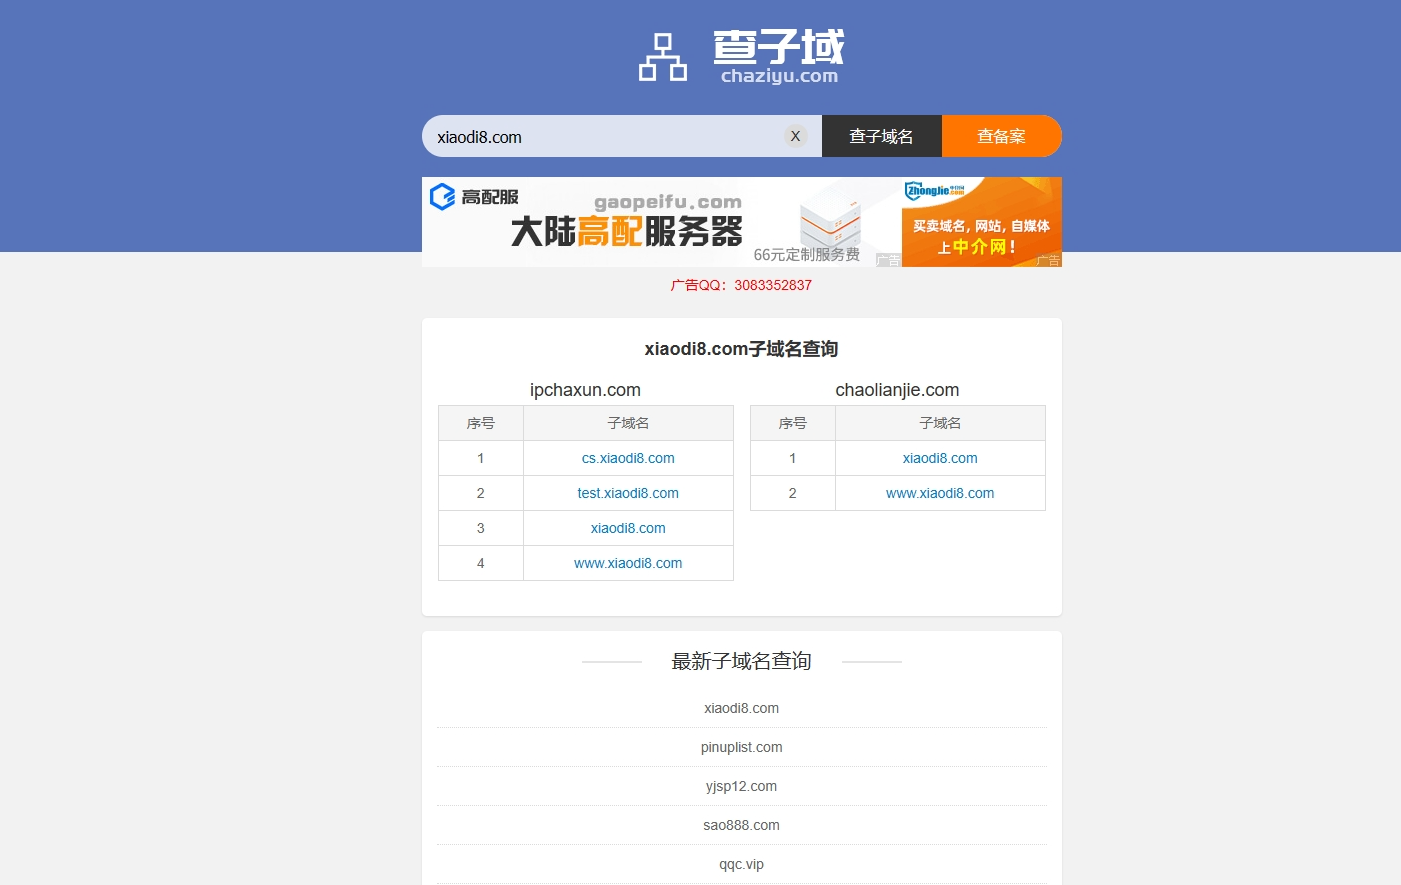 查子域
chaziyu.com
xiaodi8.com X 查子域名 查备案
高配服
gaopeifu.com
大陆高配服务器
66元定制服务费
广告
ZhongJie 中介网 .com
买卖域名，网站，自媒体
上中介网！
广告
广告QQ：3083352837
xiaodi8.com子域名查询
ipchaxun.com
序号 子域名
1 cs.xiaodi8.com
2 test.xiaodi8.com
3 xiaodi8.com
4 www.xiaodi8.com
chaolianjie.com
序号 子域名
1 xiaodi8.com
2 www.xiaodi8.com
最新子域名查询
xiaodi8.com
pinuplist.com
yjsp12.com
sao888.com
qqc.vip